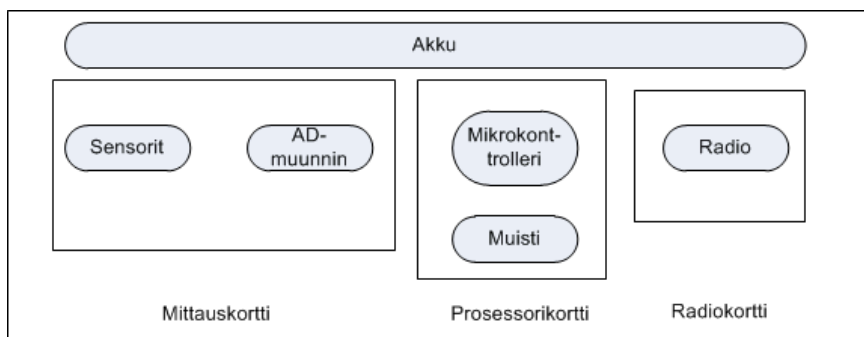 Akku
Sensorit
AD-
muunnin
Mikrokont-
trolleri
Muisti
Radio
Mittauskortti
Prosessorikortti
Radiokortti